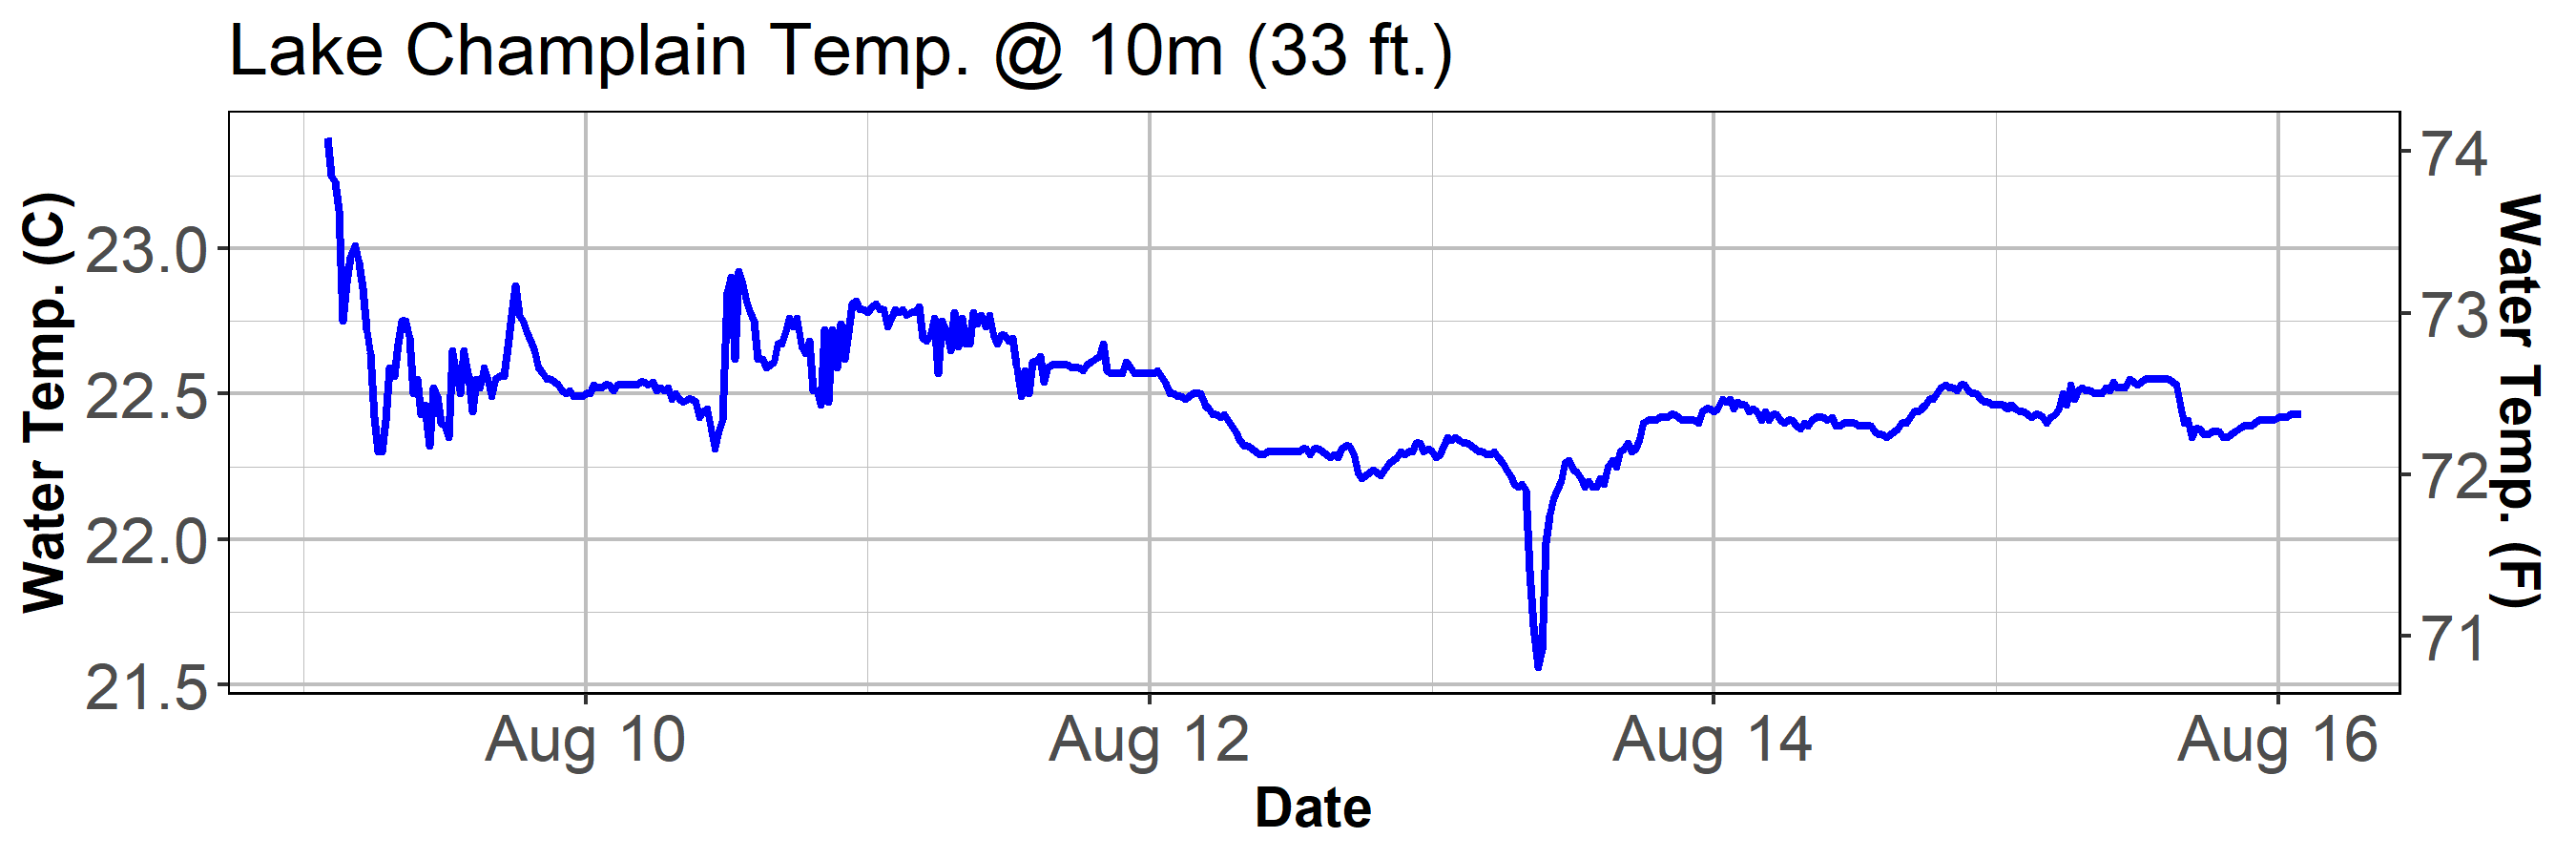 Lake Champlain Temp. @ 10m (33 ft.)
Water Temp. (C)
23.0
22.5
22.0
21.5
74
73
72
71
Water Temp. (F)
Aug 10
Aug 12
Aug 14
Aug 16
Date